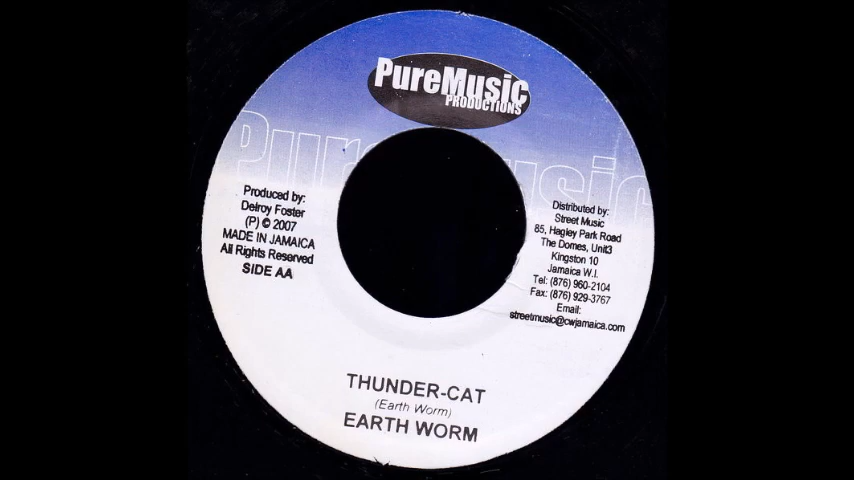 PureMusic
PRODUCTIONS
PureMusic
Produced by:
Delroy Foster
(P) © 2007
MADE IN JAMAICA
All Rights Reserved
SIDE AA
Distributed by:
Street Music
85, Hagley Park Road
The Domes, Unit3
Kingston 10
Jamaica W.I.
Tel: (876) 960-2104
Fax: (876) 929-3767
Email:
streetmusic@cwjamaica.com
THUNDER-CAT
(Earth Worm)
EARTH WORM